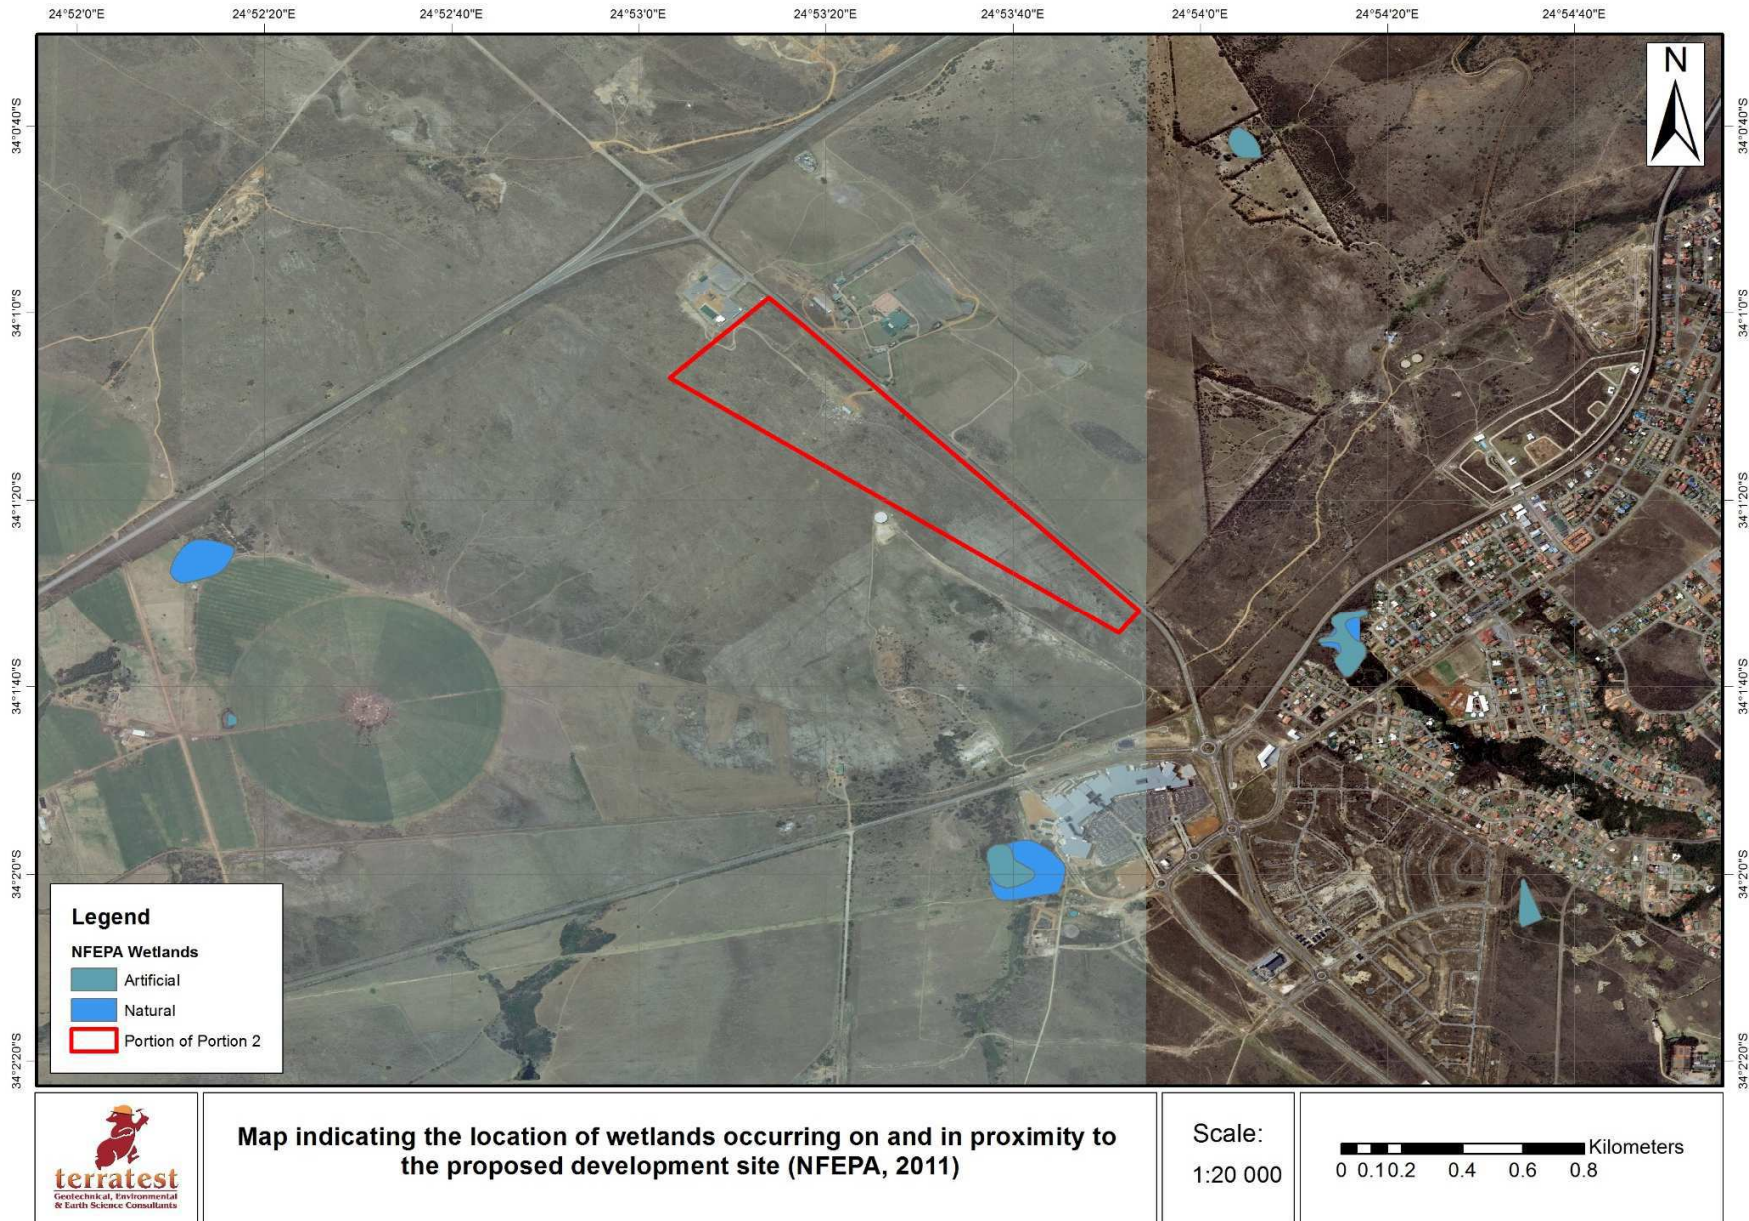 24°52'0"E 24°52'20"E 24°52'40"E 24°53'0"E 24°53'20"E 24°53'40"E 24°54'0"E 24°54'20"E 24°54'40"E
N
34°0'40"S 34°0'40"S
34°1'0"S 34°1'0"S
34°1'20"S 34°1'20"S
34°1'40"S 34°1'40"S
34°2'0"S 34°2'0"S
34°2'20"S 34°2'20"S
Legend
NFEPA Wetlands
Artificial
Natural
Portion of Portion 2
terratest
Geotechnical, Environmental
& Earth Science Consultants
Map indicating the location of wetlands occurring on and in proximity to
the proposed development site (NFEPA, 2011)
Scale:
1:20 000
Kilometers
0 0.10.2 0.4 0.6 0.8